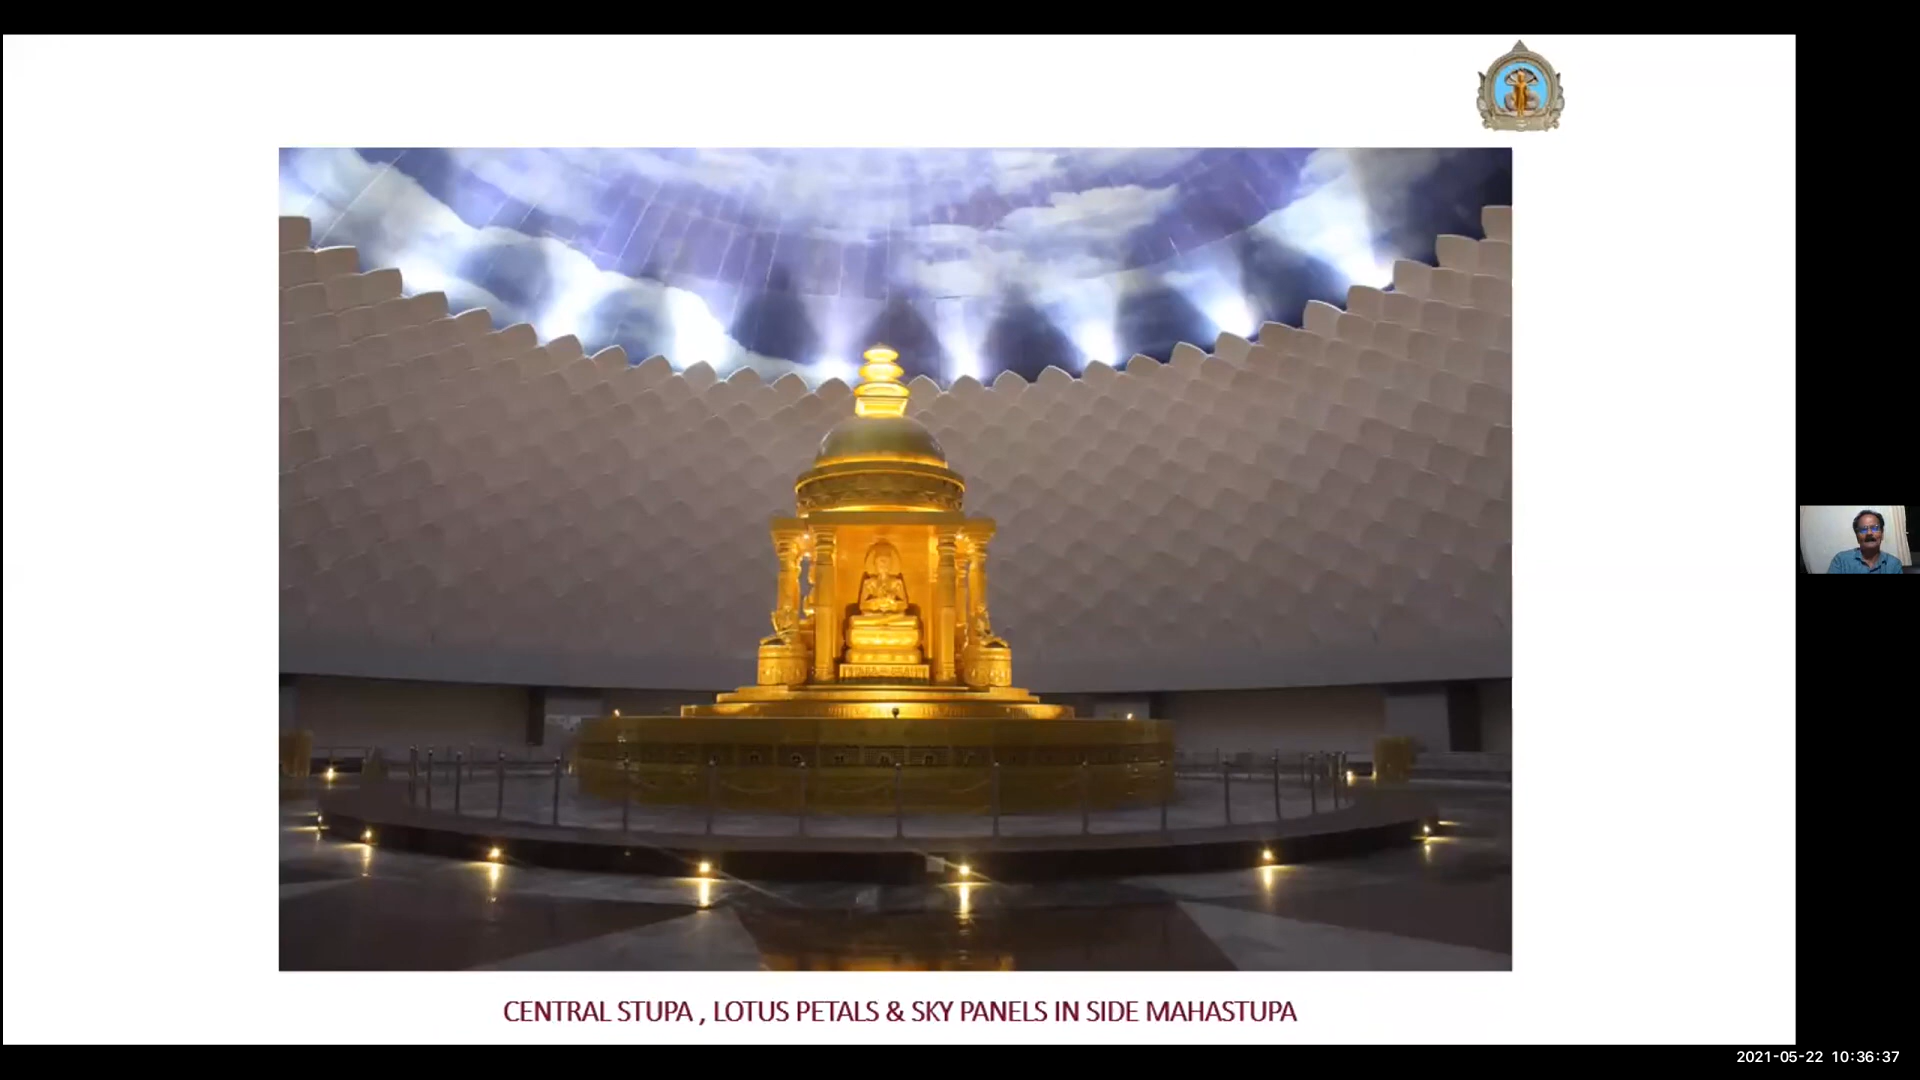 CENTRAL STUPA , LOTUS PETALS & SKY PANELS IN SIDE MAHASTUPA
2021-05-22 10:36:37